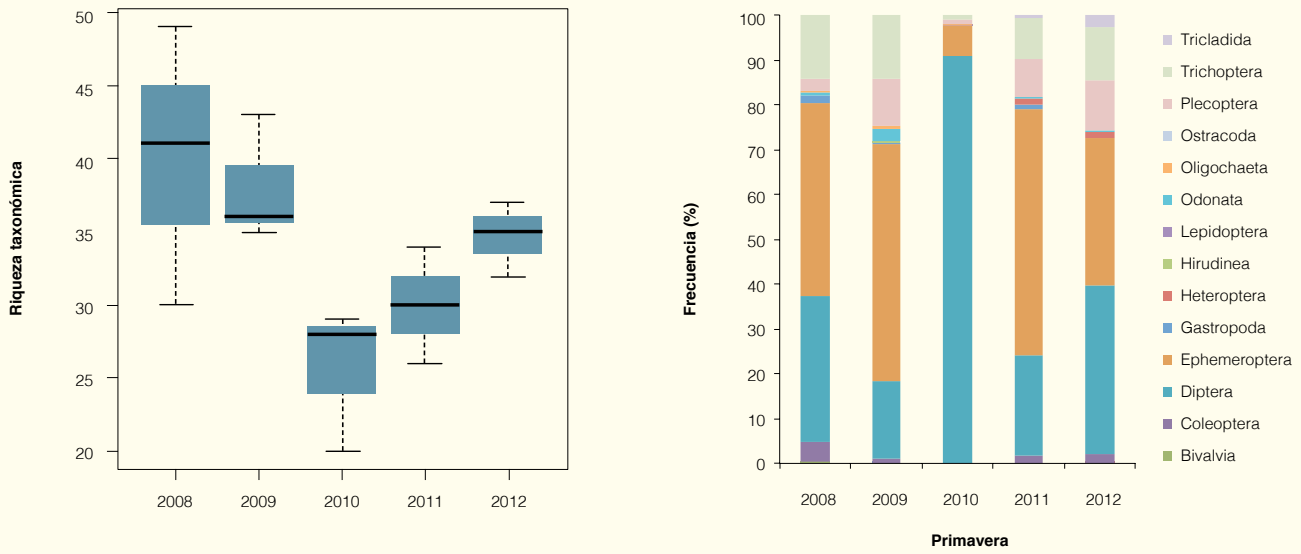 Riqueza taxonómica
50
45
40
35
30
25
20
2008 2009 2010 2011 2012
Frecuencia (%)
100
90
80
70
60
50
40
30
20
10
0
2008 2009 2010 2011 2012
Primavera
Tricladida
Trichoptera
Plecoptera
Ostracoda
Oligochaeta
Odonata
Lepidoptera
Hirudinea
Heteroptera
Gastropoda
Ephemeroptera
Diptera
Coleoptera
Bivalvia